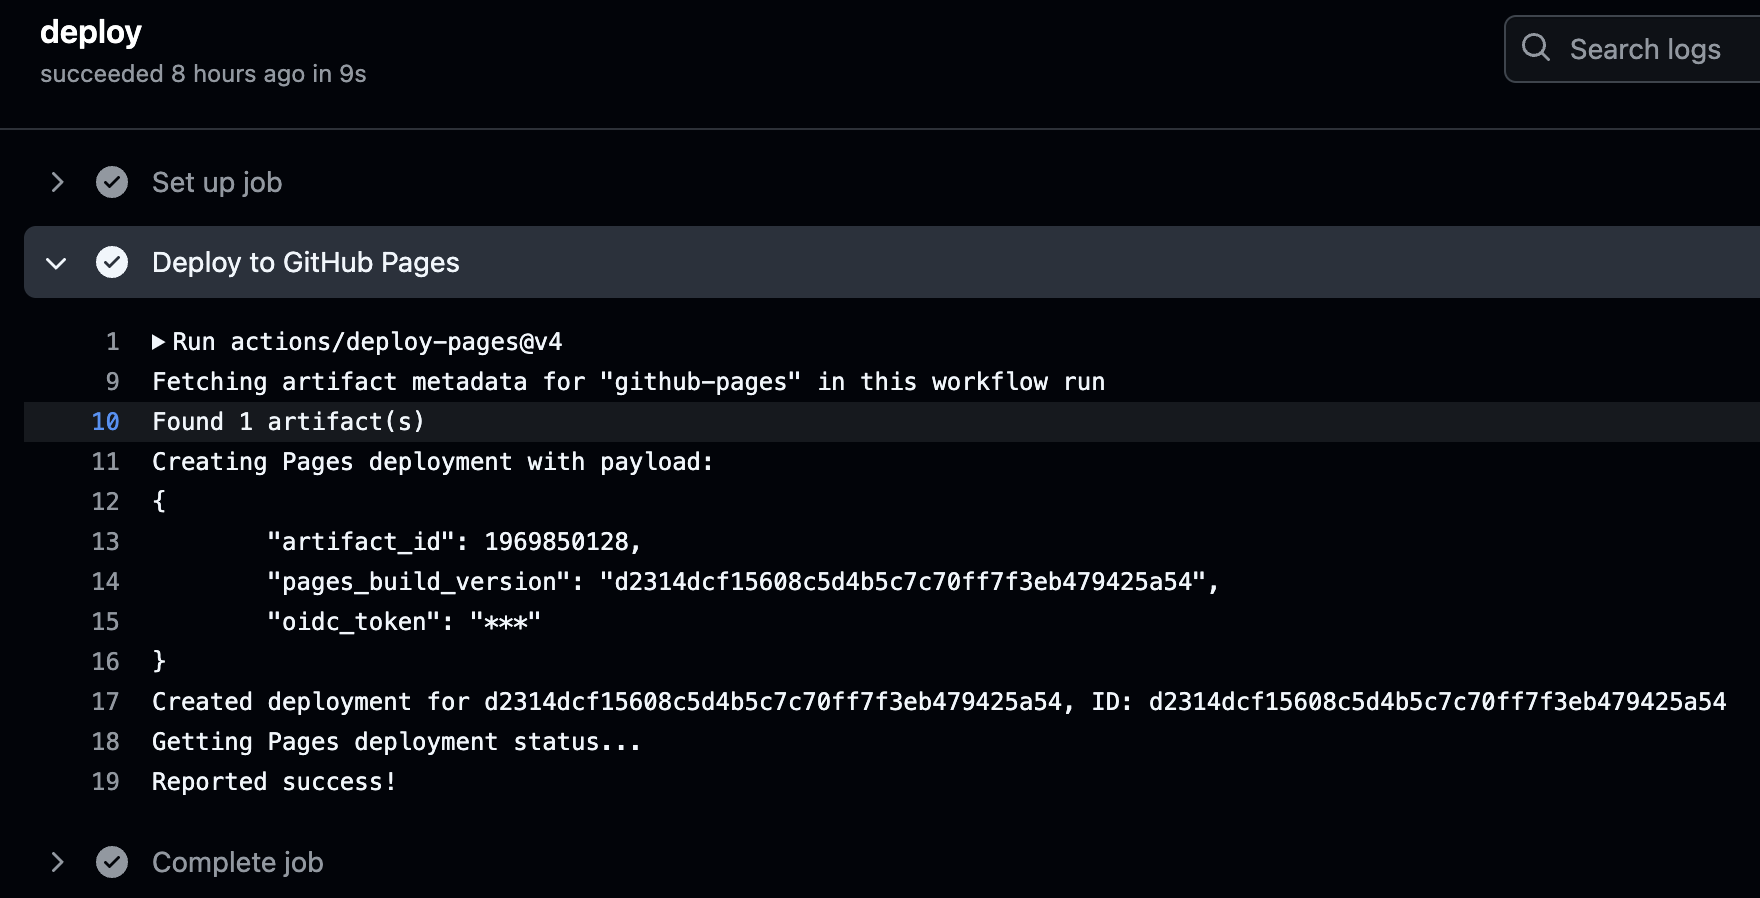 deploy
succeeded 8 hours ago in 9s
Search logs
Set up job
Deploy to GitHub Pages
1 ▶Run actions/deploy-pages@v4
9 Fetching artifact metadata for "github-pages" in this workflow run
10 Found 1 artifact(s)
11 Creating Pages deployment with payload:
12 {
13 "artifact_id": 1969850128,
14 "pages_build_version": "d2314dcf15608c5d4b5c7c70ff7f3eb479425a54",
15 "oidc_token": "***"
16 }
17 Created deployment for d2314dcf15608c5d4b5c7c70ff7f3eb479425a54, ID: d2314dcf15608c5d4b5c7c70ff7f3eb479425a54
18 Getting Pages deployment status...
19 Reported success!
Complete job